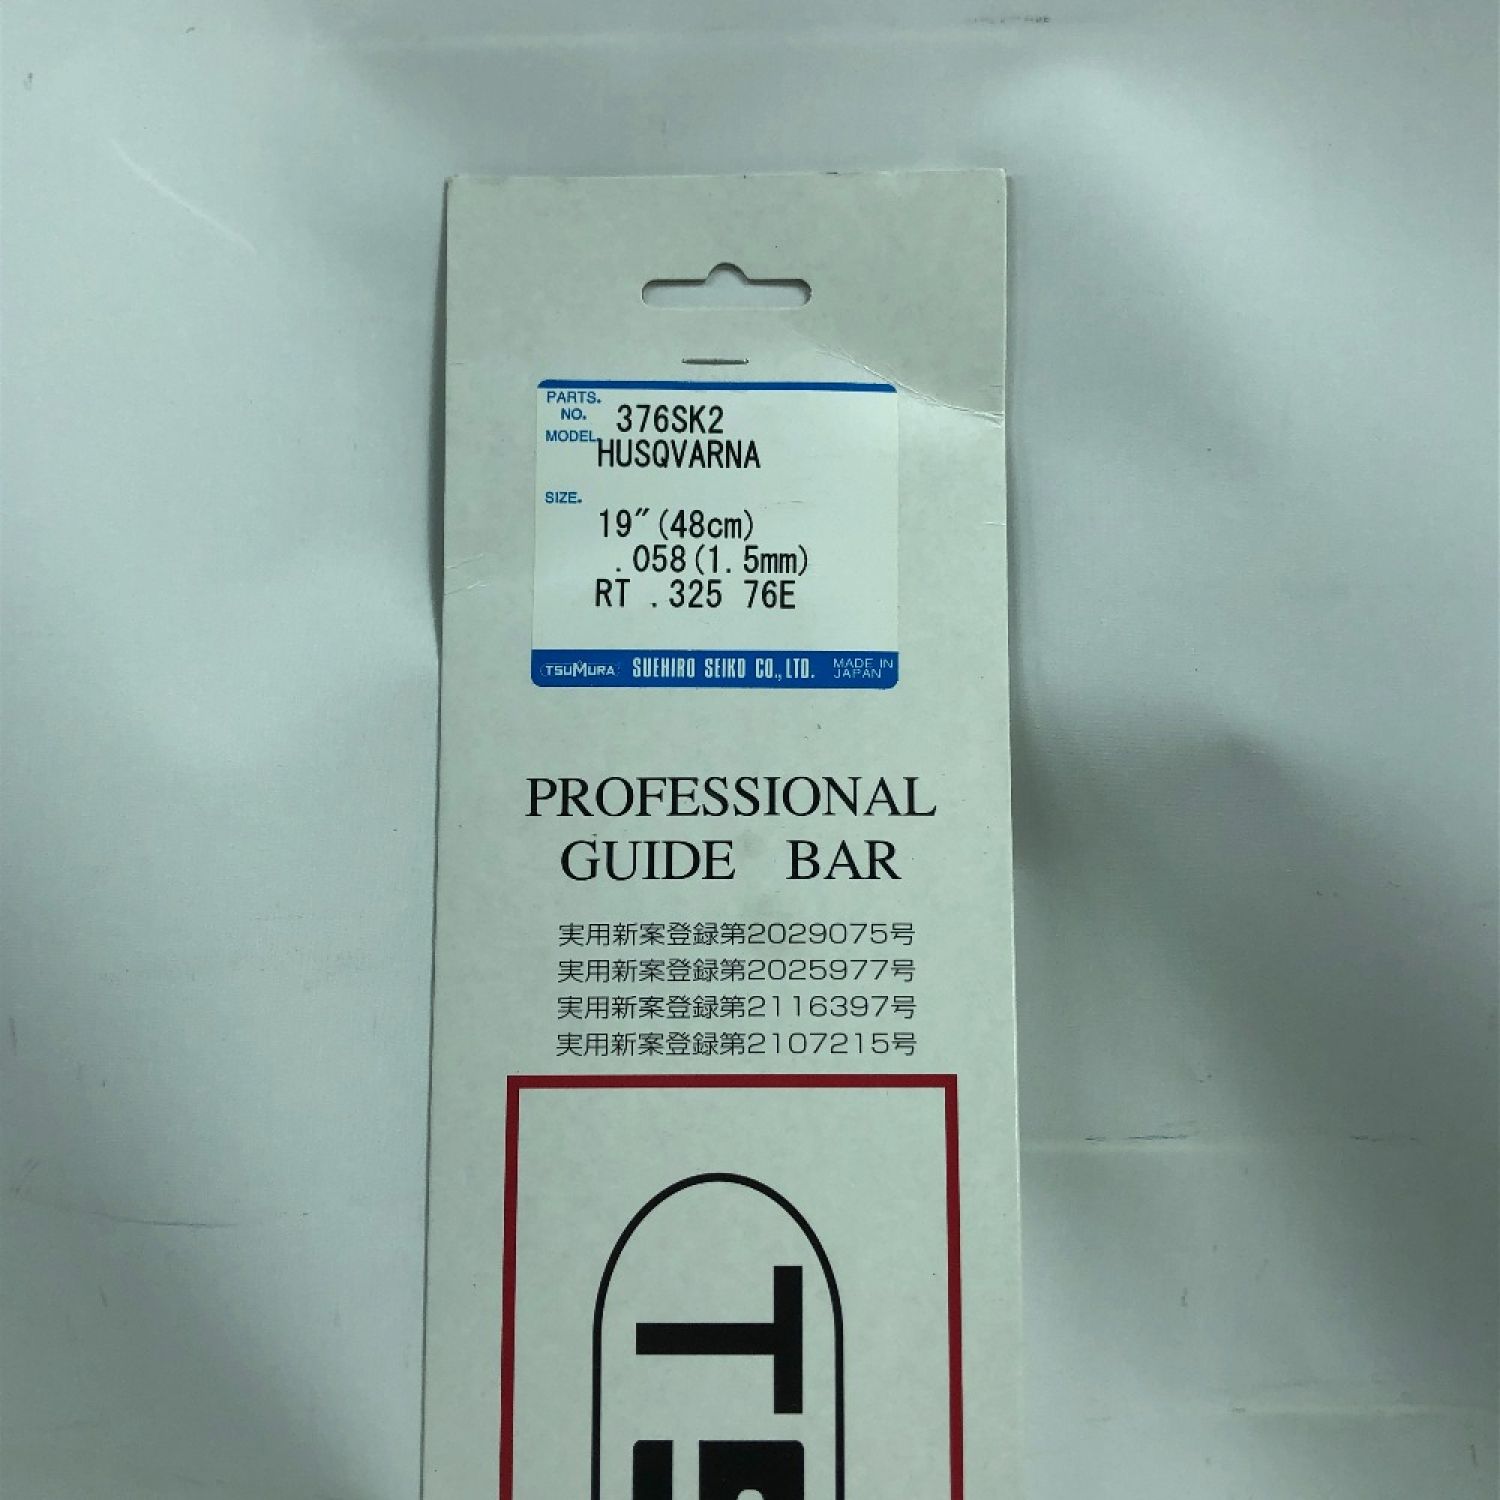 PARTS. NO. 376SK2
MODEL. HUSQVARNA
SIZE.
19"(48cm)
.058(1.5mm)
RT .325 76E
TSUMURA SUEHIRO SEIKO CO.,LTD. MADE IN JAPAN
PROFESSIONAL
GUIDE BAR
実用新案登録第2029075号
実用新案登録第2025977号
実用新案登録第2116397号
実用新案登録第2107215号
T